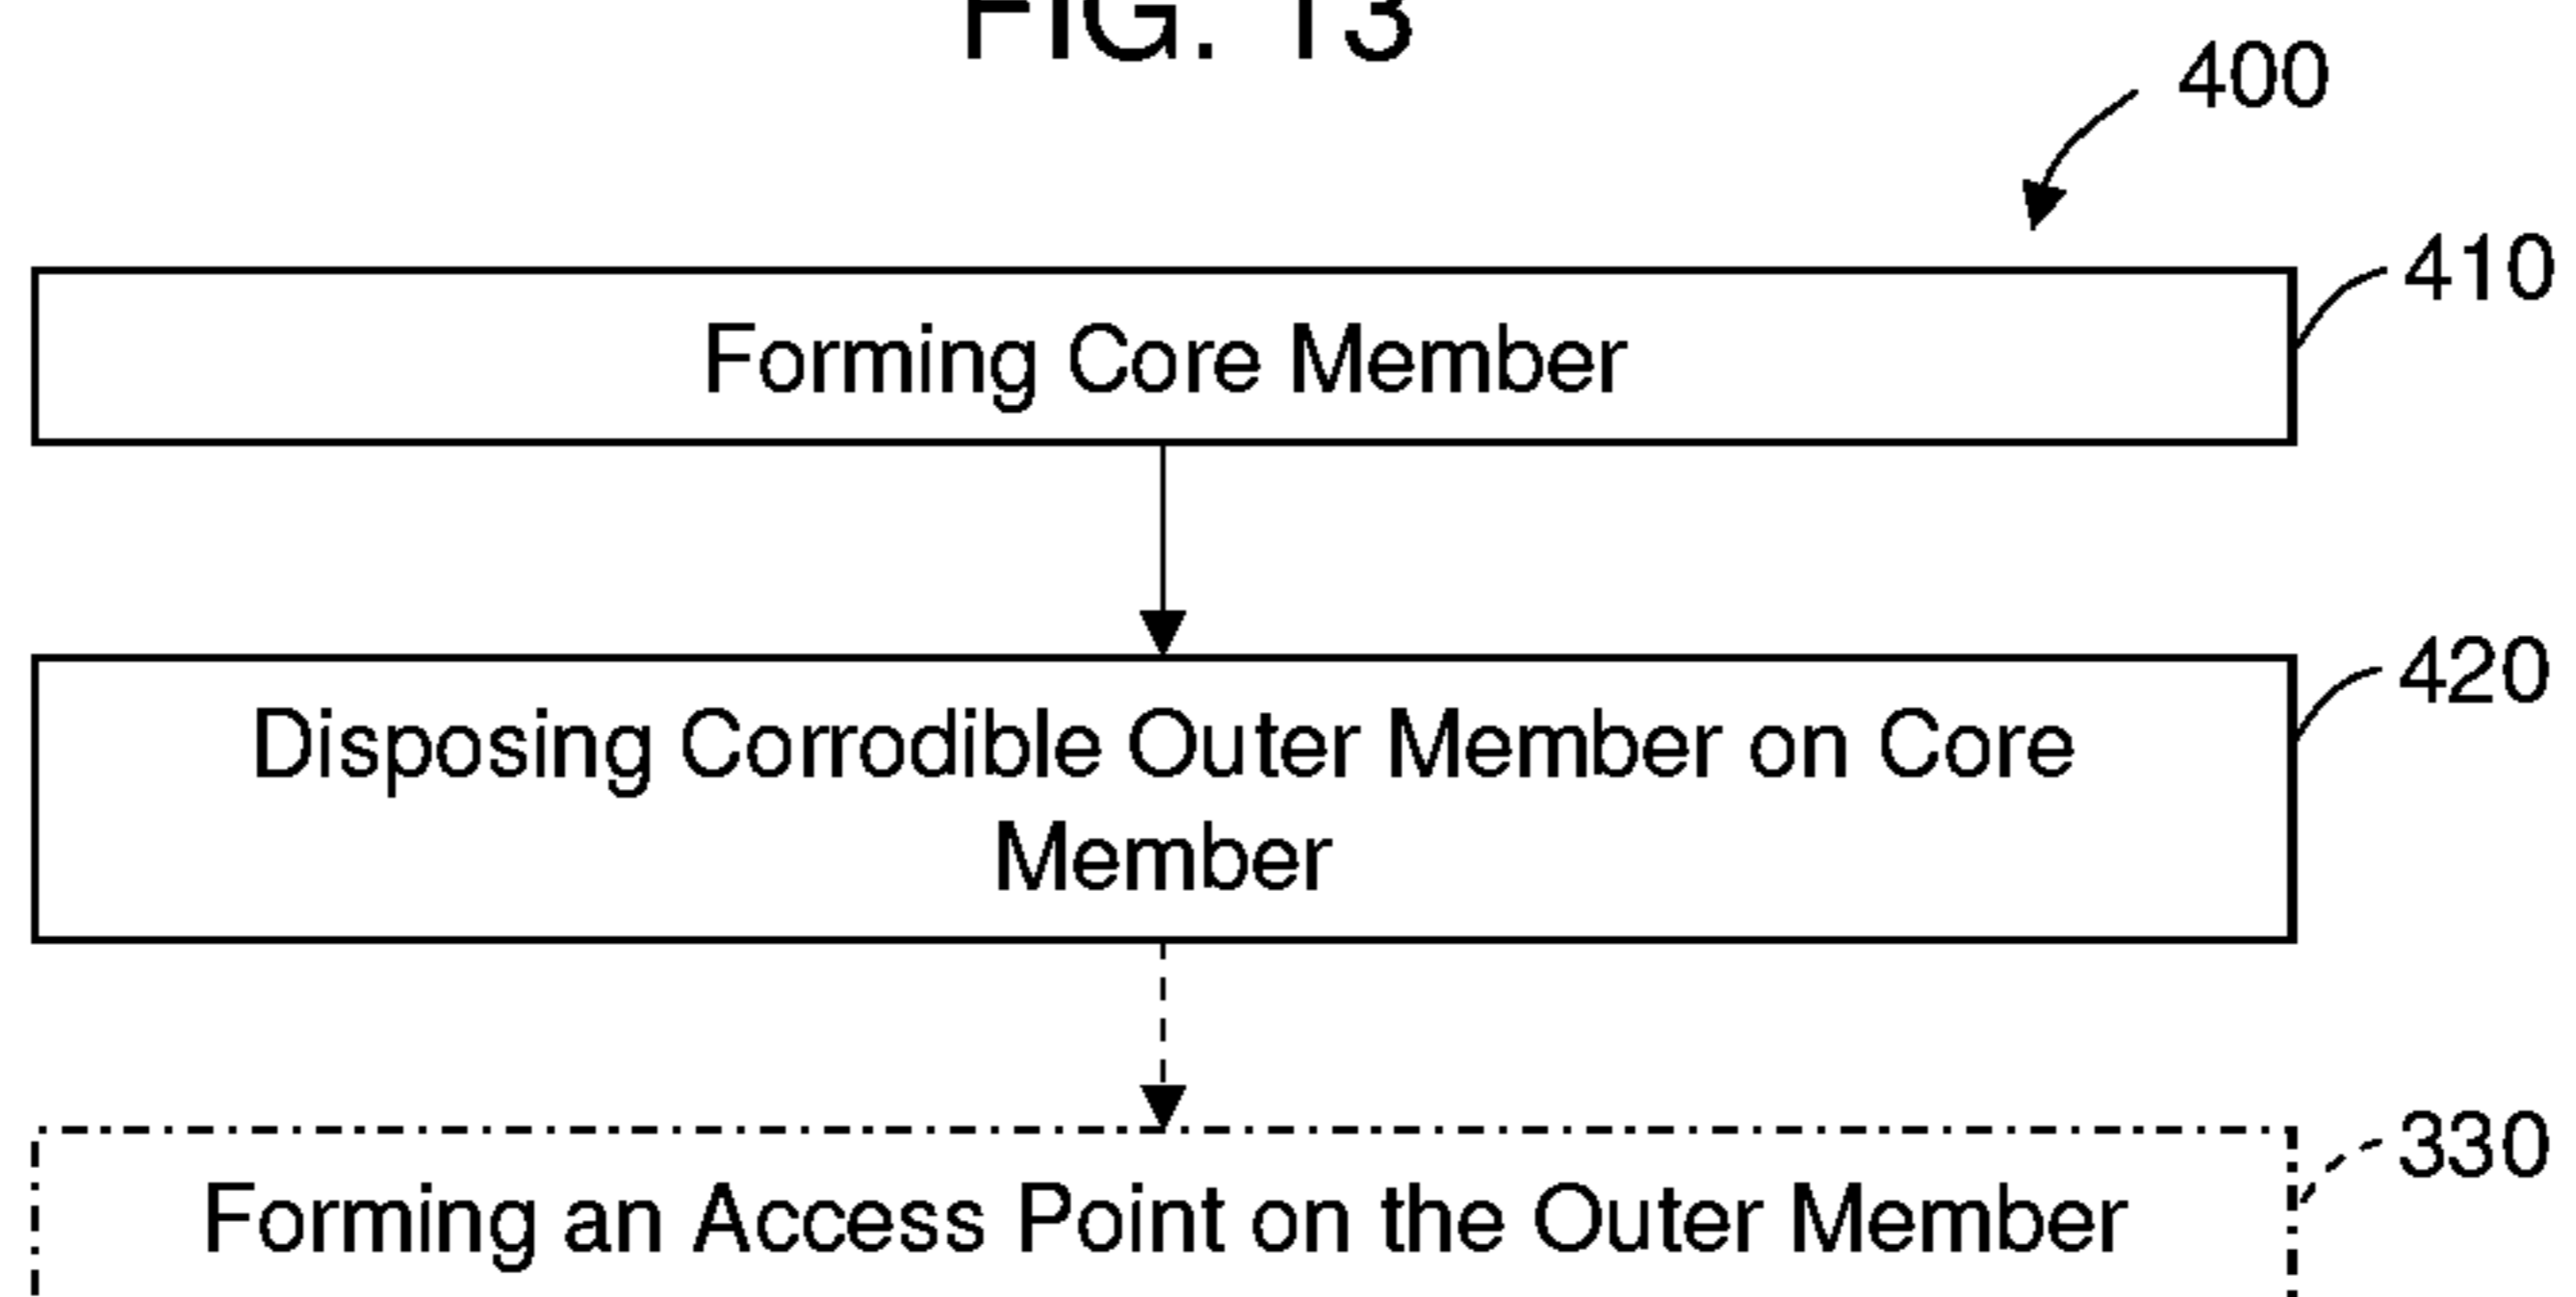 FIG. 13
400
410
Forming Core Member
420
Disposing Corrodible Outer Member on Core
Member
330
Forming an Access Point on the Outer Member